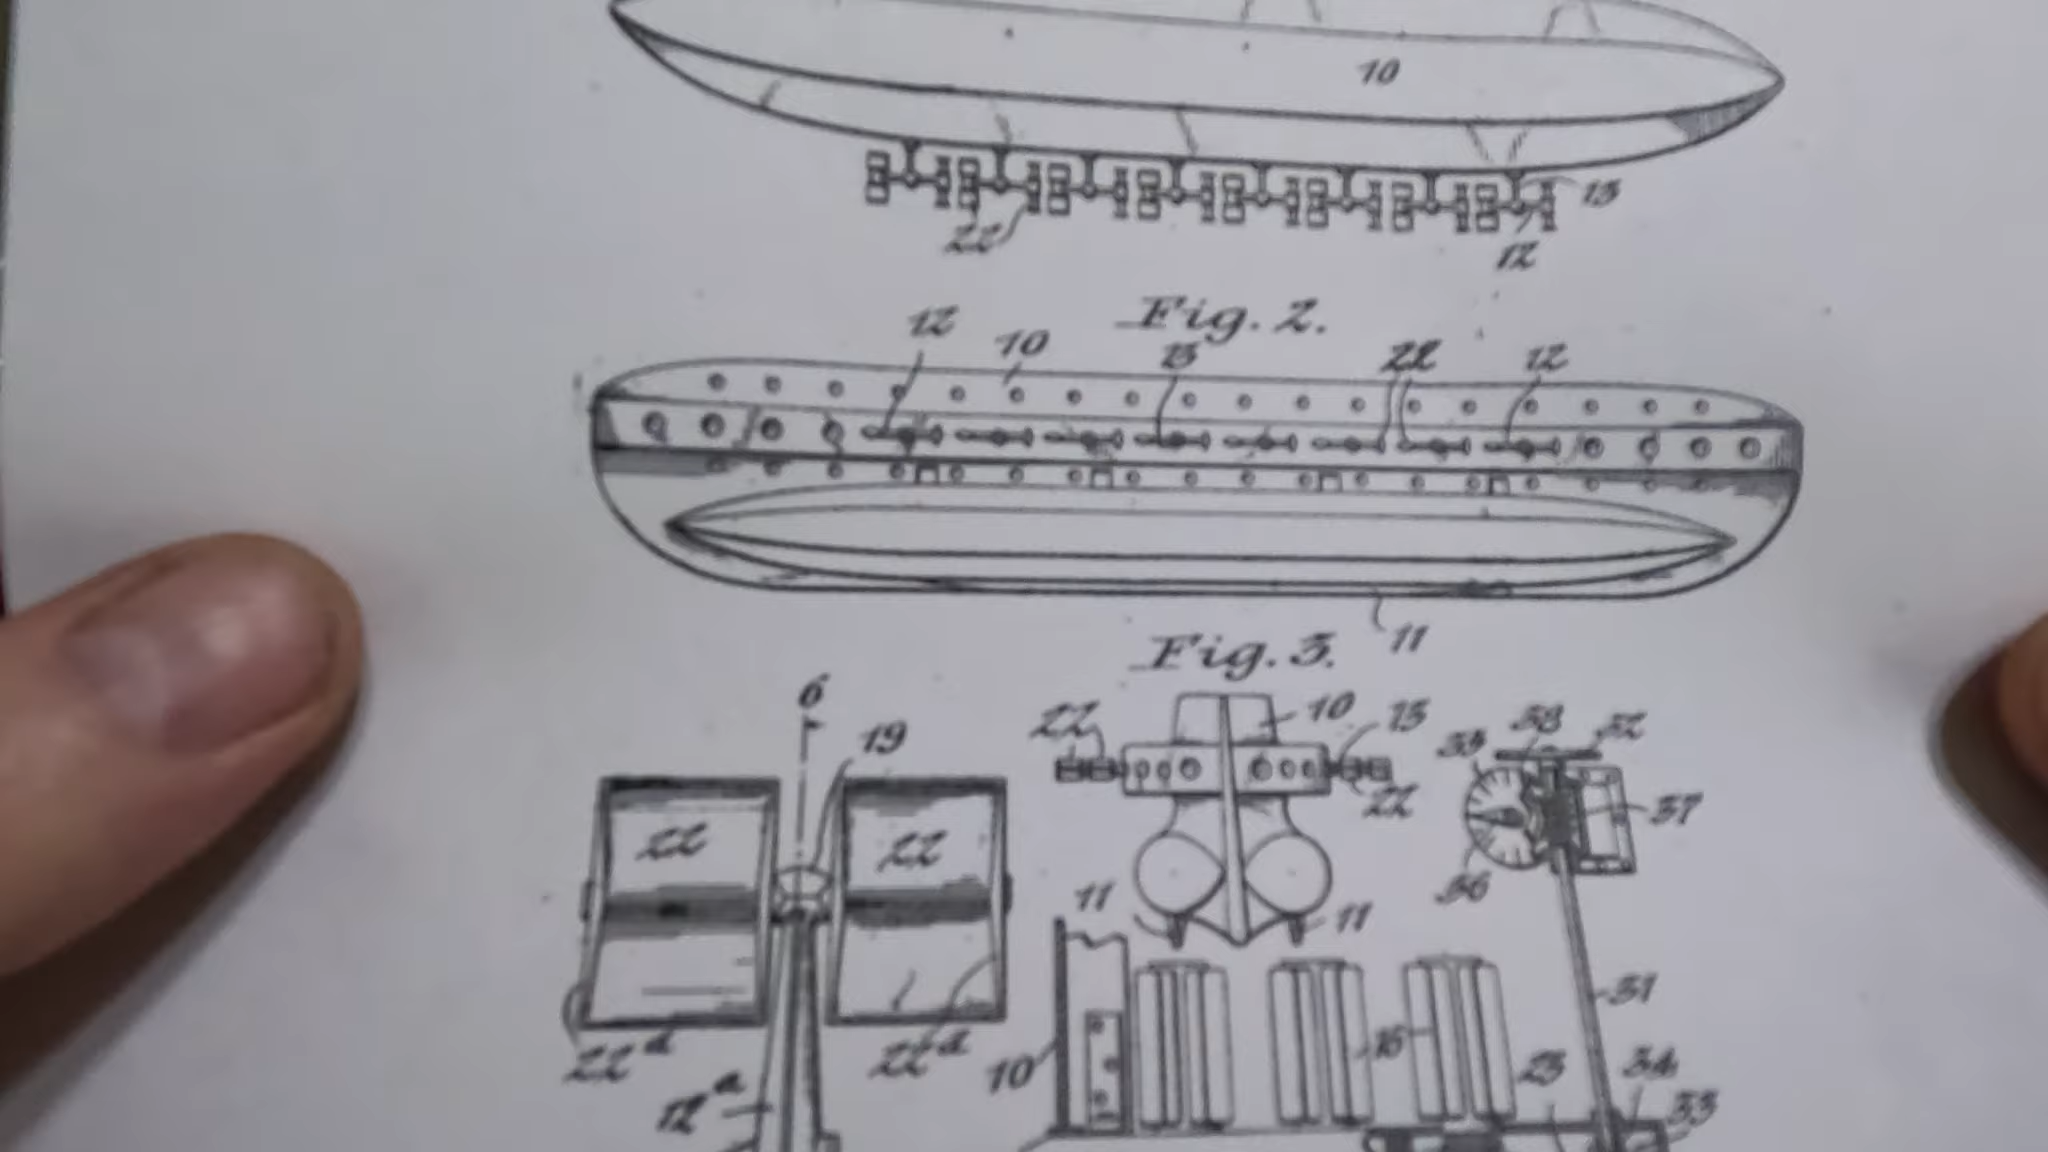 10
13
22
12
Fig. 2.
12 10 13 22 12
11
Fig. 3.
6
19
22 10 13
22
38 32
33
37
36
22 22
11 11
31
22a 22a
10 16 23 34
12a
33